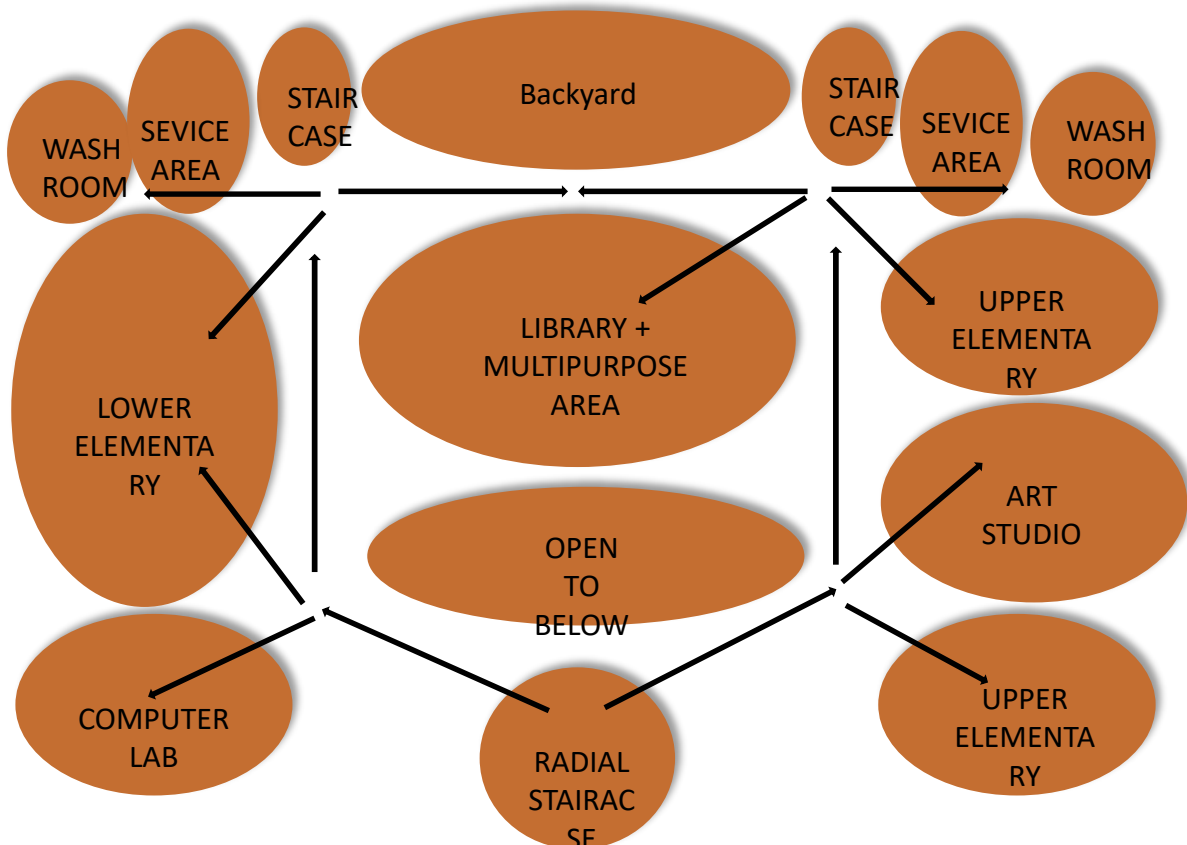 Backyard
STAIR
CASE
STAIR
CASE
SEVICE
AREA
SEVICE
AREA
WASH
ROOM
WASH
ROOM
LIBRARY +
MULTIPURPOSE
AREA
UPPER
ELEMENTA
RY
LOWER
ELEMENTA
RY
ART
STUDIO
OPEN
TO
BELOW
COMPUTER
LAB
UPPER
ELEMENTA
RY
RADIAL
STAIRAC
SE